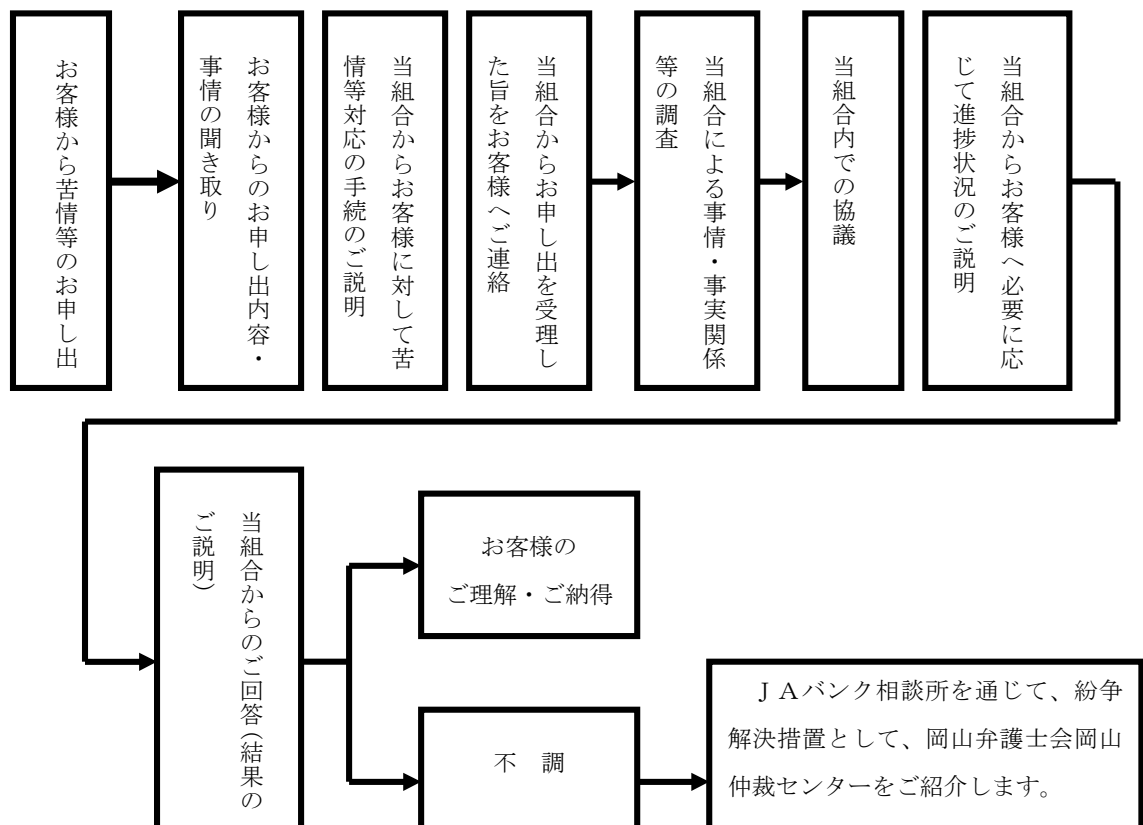 お客様から苦情等のお申し出
お客様からのお申し出内容・
事情の聞き取り
当組合からお客様に対して苦
情等対応の手続のご説明
当組合からお申し出を受理し
た旨をお客様へご連絡
当組合による事情・事実関係
等の調査
当組合内での協議
当組合からお客様へ必要に応
じて進捗状況のご説明
当組合からのご回答(結果の
ご説明)
お客様の
ご理解・ご納得
不　調
ＪＡバンク相談所を通じて、紛争
解決措置として、岡山弁護士会岡山
仲裁センターをご紹介します。